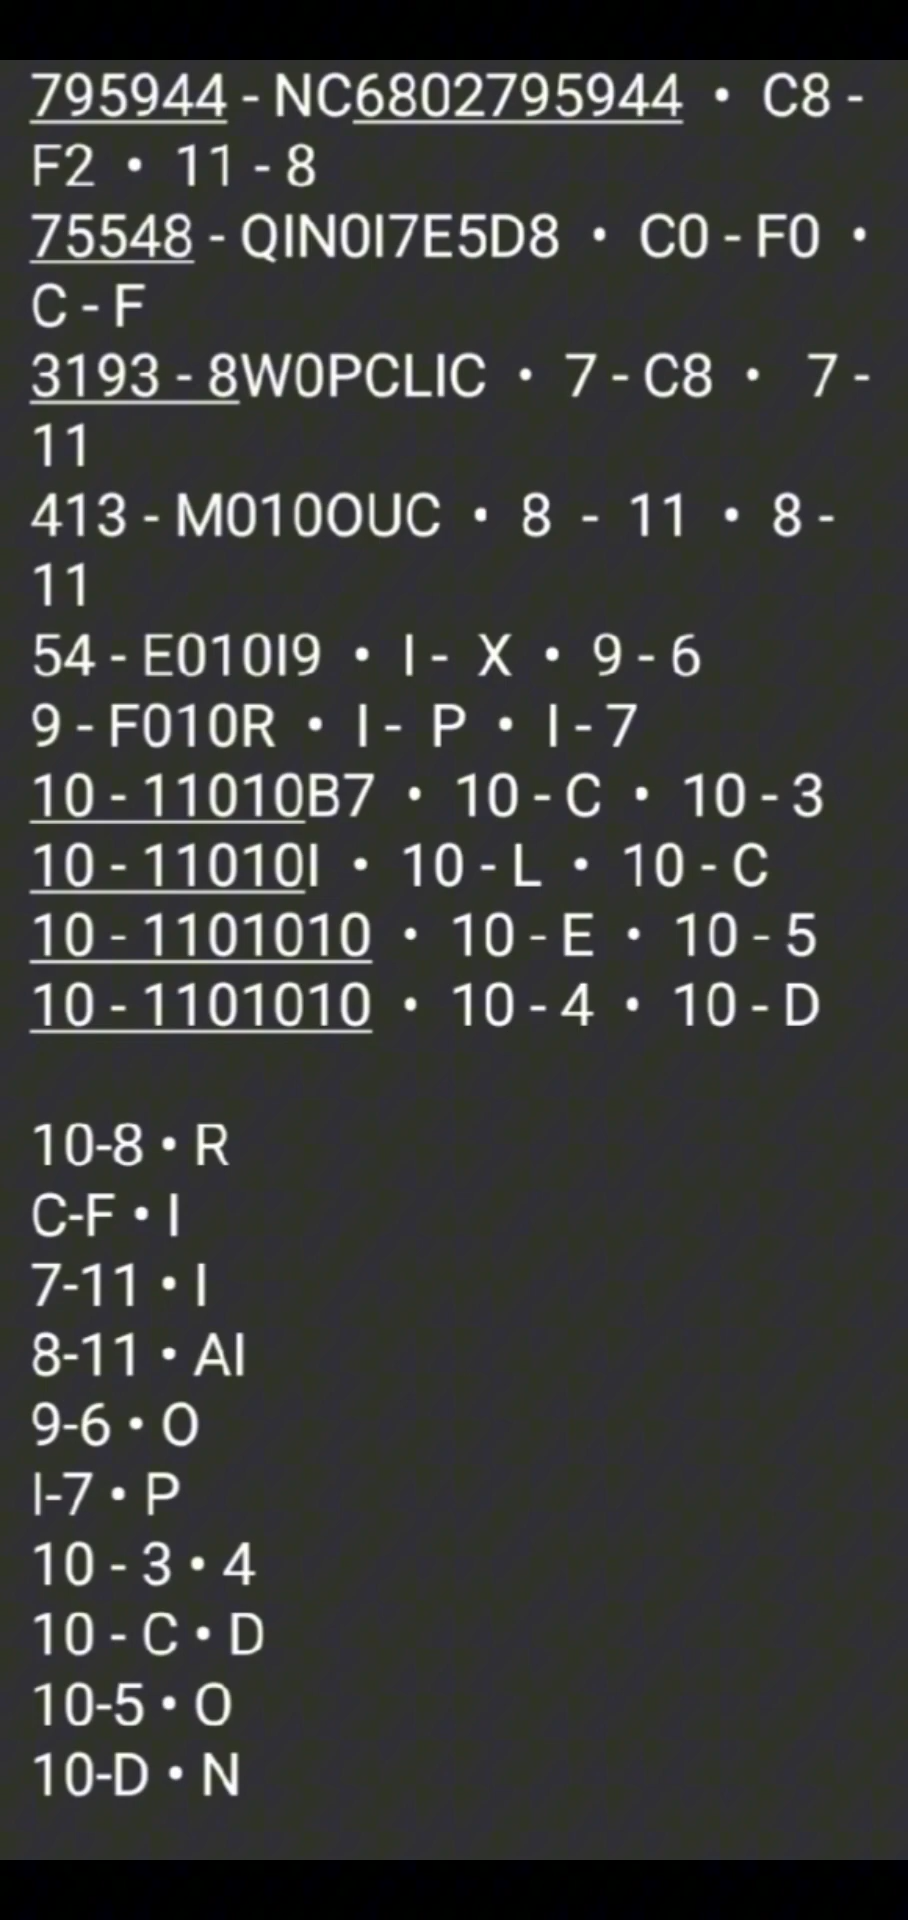 795944 - NC6802795944 • C8 -
F2 • 11 - 8
75548 - QIN0I7E5D8 • C0 - F0 •
C - F
3193 - 8W0PCLIC • 7 - C8 • 7 -
11
413 - M010OUC • 8 - 11 • 8 -
11
54 - E010I9 • I - X • 9 - 6
9 - F010R • I - P • I - 7
10 - 11010B7 • 10 - C • 10 - 3
10 - 11010I • 10 - L • 10 - C
10 - 1101010 • 10 - E • 10 - 5
10 - 1101010 • 10 - 4 • 10 - D
10-8 • R
C-F • I
7-11 • I
8-11 • AI
9-6 • O
I-7 • P
10 - 3 • 4
10 - C • D
10-5 • O
10-D • N